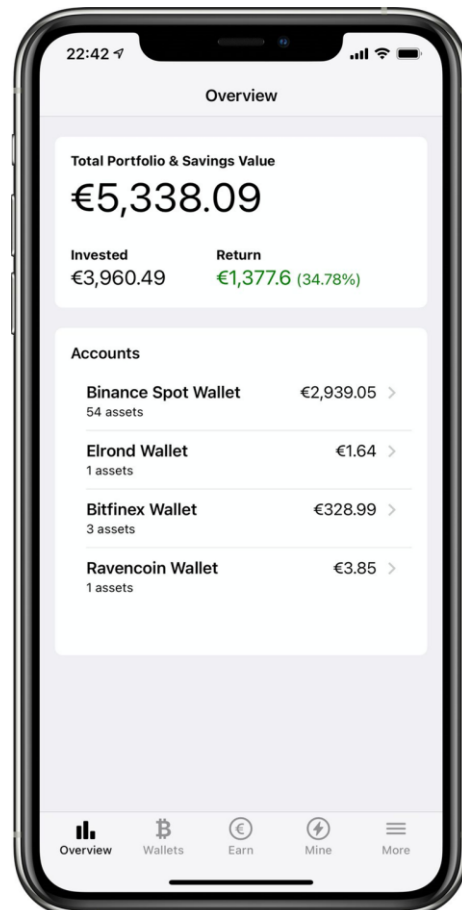 22:42
Overview
Total Portfolio & Savings Value
€5,338.09
Invested Return
€3,960.49 €1,377.6 (34.78%)
Accounts
Binance Spot Wallet €2,939.05
54 assets
Elrond Wallet €1.64
1 assets
Bitfinex Wallet €328.99
3 assets
Ravencoin Wallet €3.85
1 assets
Overview Wallets Earn Mine More